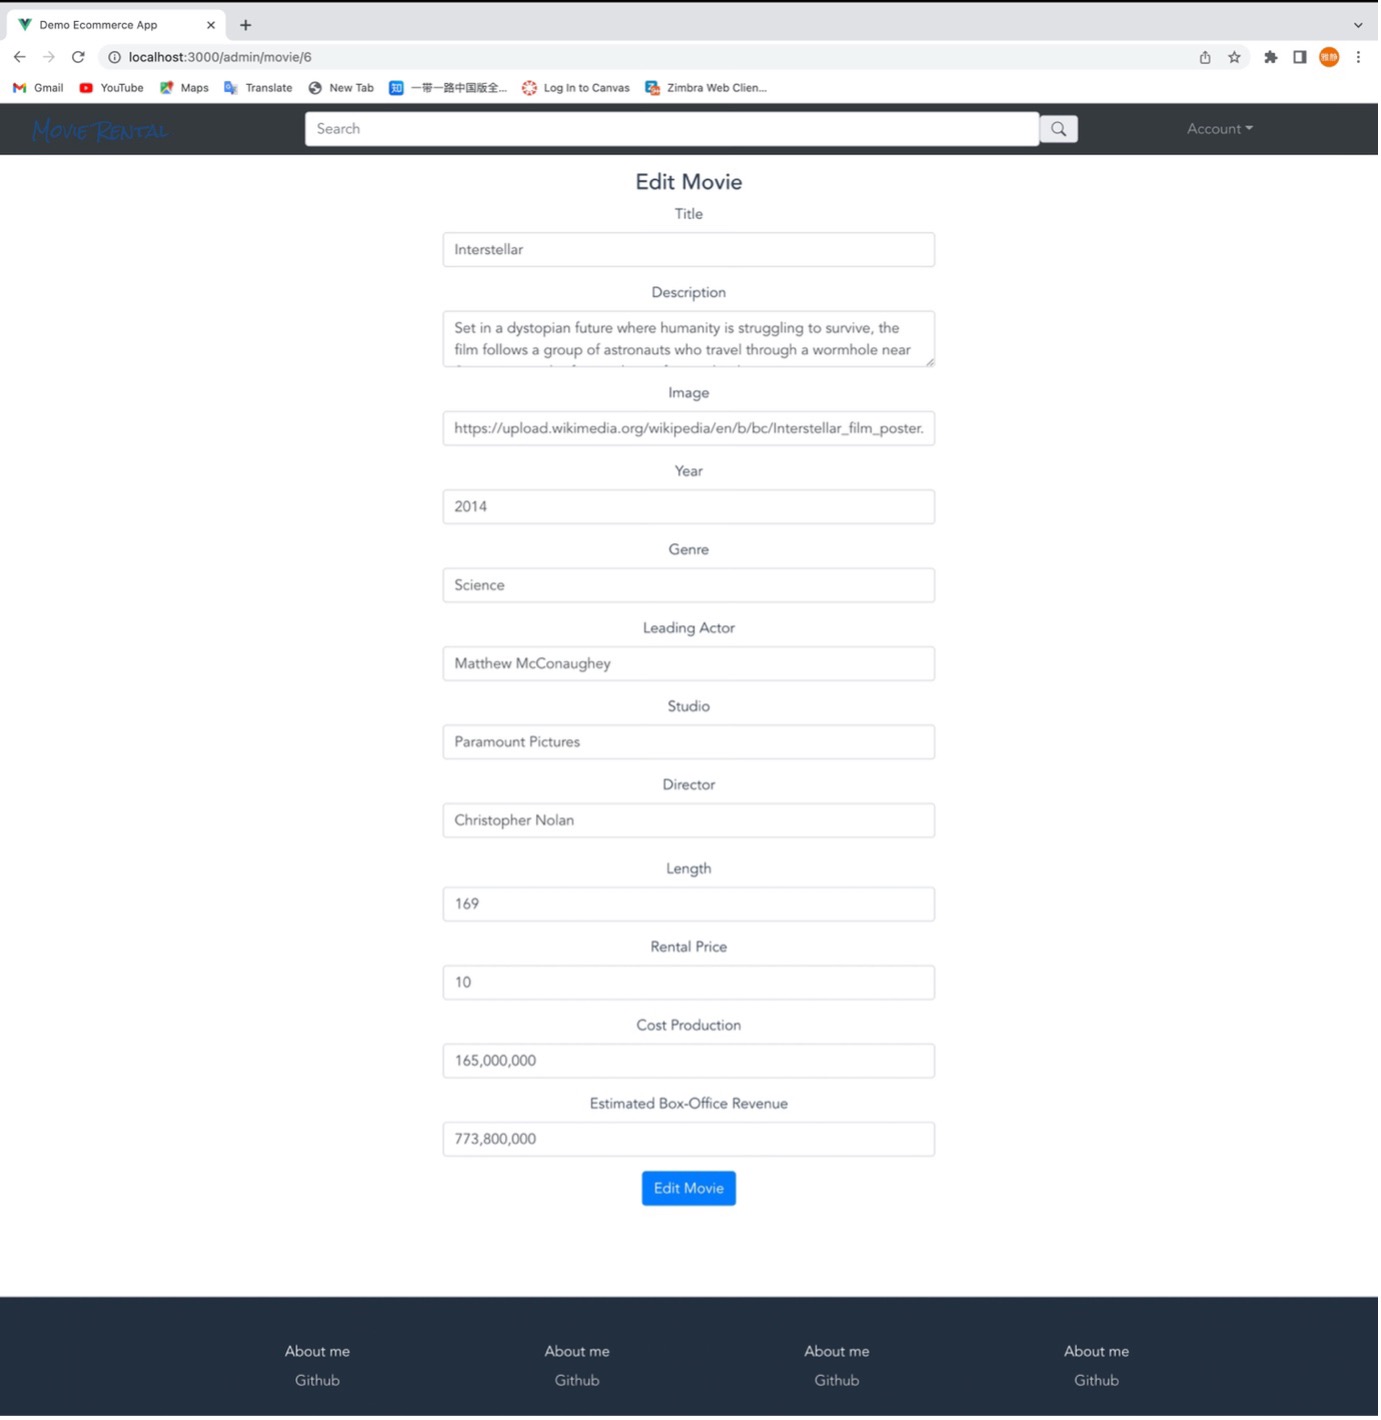 Demo Ecommerce App
localhost:3000/admin/movie/6
Gmail YouTube Maps Translate New Tab 一带一路中国版全... Log In to Canvas Zimbra Web Clien...
Movie Rental Search Account
Edit Movie
Title
Interstellar
Description
Set in a dystopian future where humanity is struggling to survive, the
film follows a group of astronauts who travel through a wormhole near
Image
https://upload.wikimedia.org/wikipedia/en/b/bc/Interstellar_film_poster.
Year
2014
Genre
Science
Leading Actor
Matthew McConaughey
Studio
Paramount Pictures
Director
Christopher Nolan
Length
169
Rental Price
10
Cost Production
165,000,000
Estimated Box-Office Revenue
773,800,000
Edit Movie
About me About me About me About me
Github Github Github Github